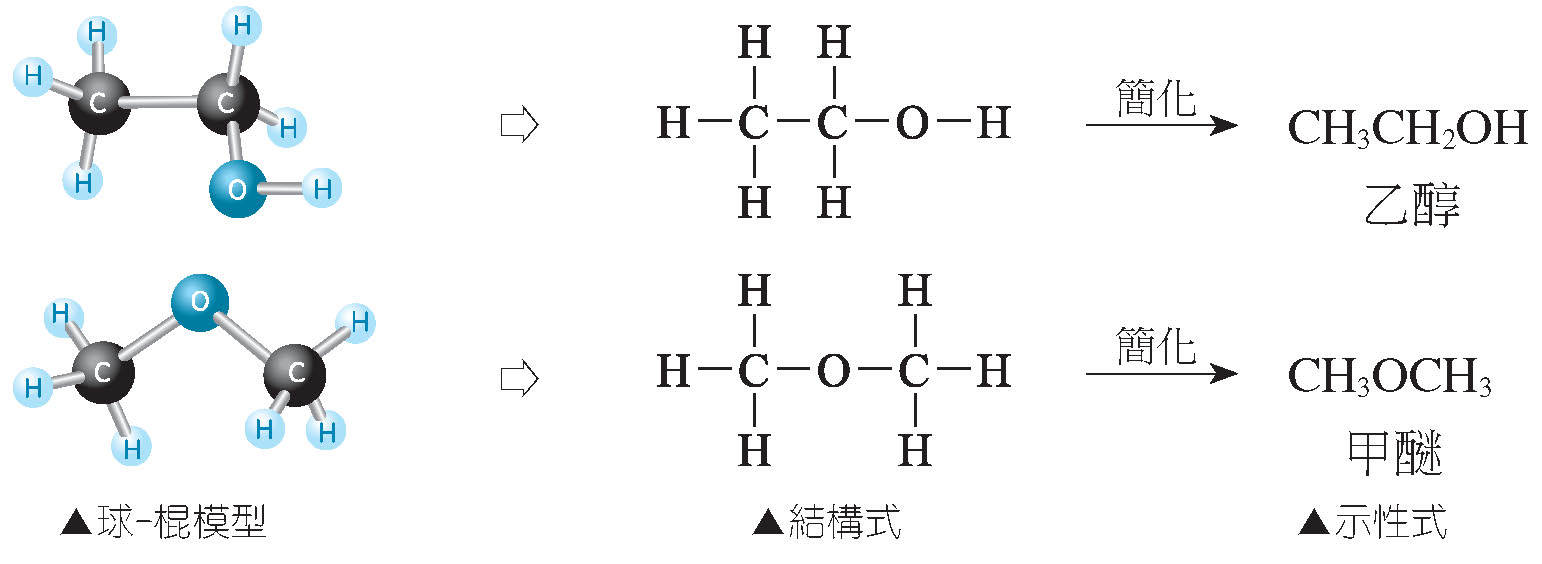 H H
H C C H
H O H
H H
H—C—C—O—H
H H
簡化
CH₃CH₂OH
乙醇
O
H C C H
H H H H
H H
H—C—O—C—H
H H
簡化
CH₃OCH₃
甲醚
▲球-棍模型
▲結構式
▲示性式